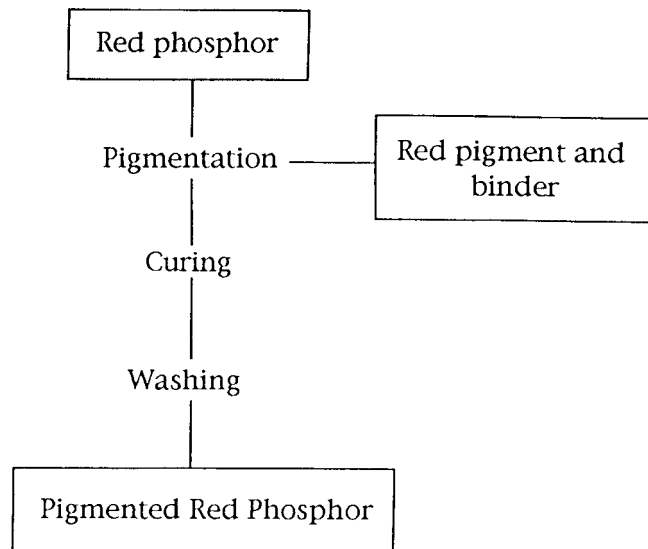 Red phosphor
Pigmentation
Red pigment and
binder
Curing
Washing
Pigmented Red Phosphor